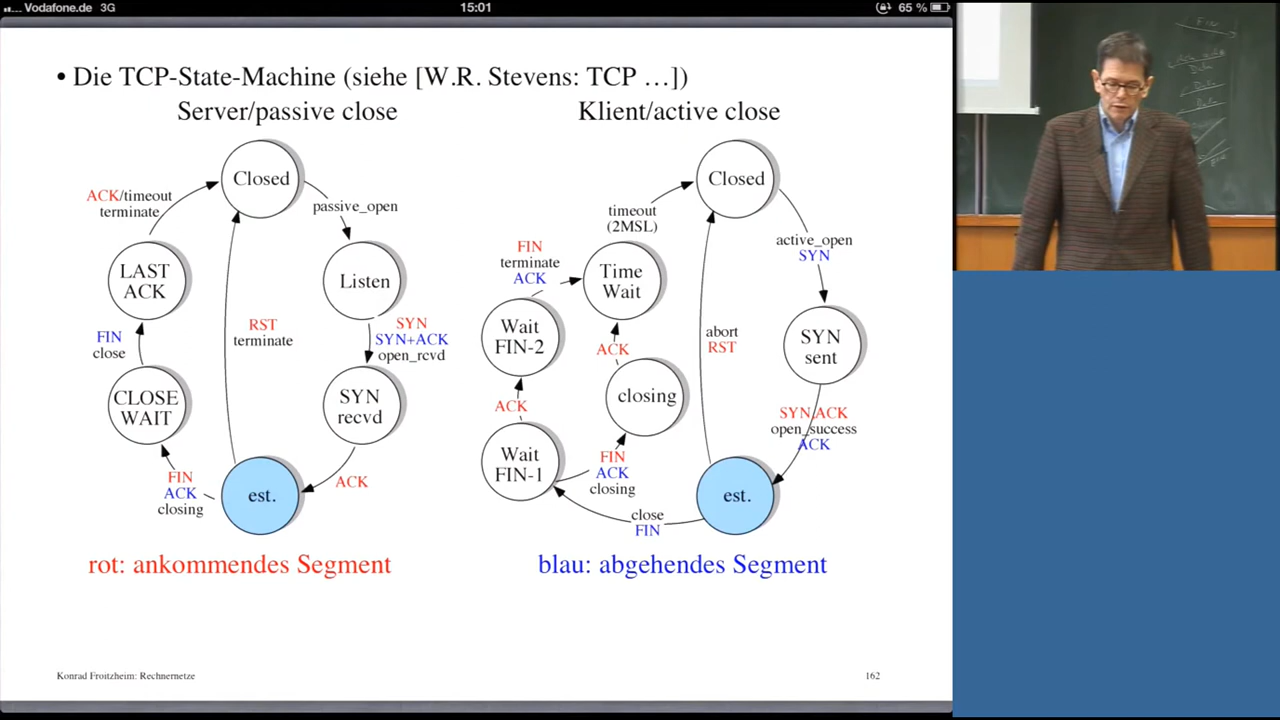 Vodafone.de 3G
15:01
65 %
• Die TCP-State-Machine (siehe [W.R. Stevens: TCP …])
Server/passive close
Closed
ACK/timeout
terminate
passive_open
LAST
ACK
Listen
RST
terminate
SYN
SYN+ACK
open_rcvd
FIN
close
CLOSE
WAIT
SYN
recvd
FIN
ACK
closing
est.
ACK
Klient/active close
Closed
timeout
(2MSL)
active_open
SYN
FIN
terminate
ACK
Time
Wait
Wait
FIN-2
abort
RST
SYN
sent
ACK
closing
ACK
SYN,ACK
open_success
ACK
Wait
FIN-1
FIN
ACK
closing
est.
close
FIN
rot: ankommendes Segment
blau: abgehendes Segment
Konrad Froitzheim: Rechnernetze
162